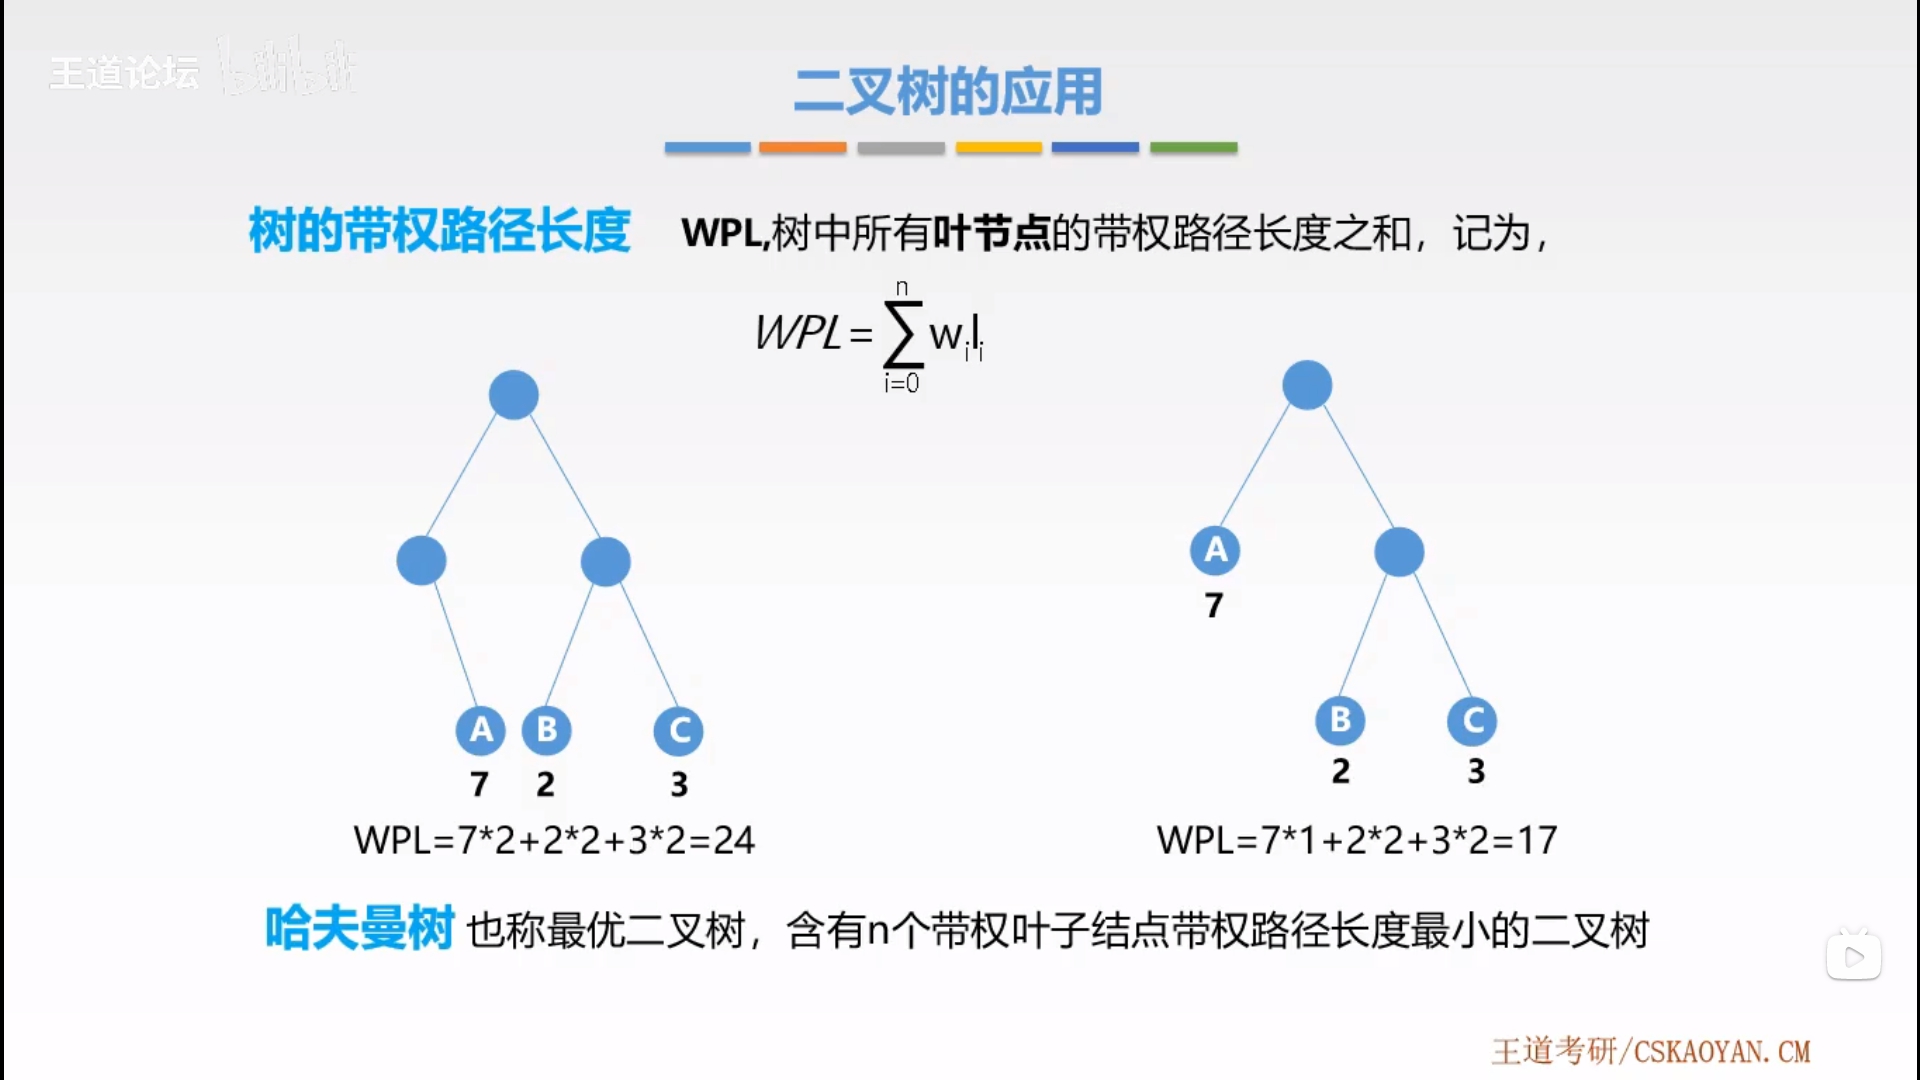 王道论坛 bilibili
二叉树的应用
树的带权路径长度 WPL,树中所有叶节点的带权路径长度之和，记为，
n
WPL=∑wᵢlᵢ
i=0
A
7
A B C
7 2 3
B C
2 3
WPL=7*2+2*2+3*2=24
WPL=7*1+2*2+3*2=17
哈夫曼树 也称最优二叉树，含有n个带权叶子结点带权路径长度最小的二叉树
王道考研/CSKAOYAN.CM